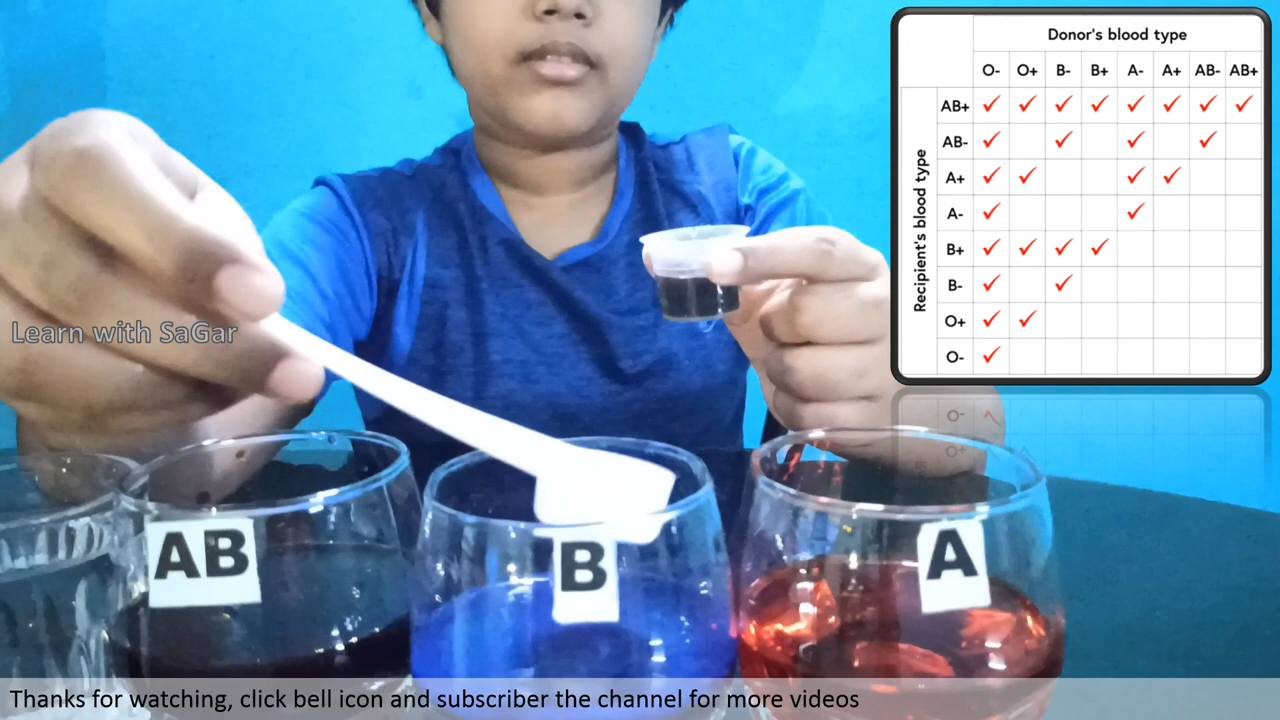 Donor's blood type
O- O+ B- B+ A- A+ AB- AB+
Recipient's blood type
AB+ ✓ ✓ ✓ ✓ ✓ ✓ ✓ ✓
AB- ✓ ✓ ✓ ✓
A+ ✓ ✓ ✓ ✓
A- ✓ ✓
B+ ✓ ✓ ✓ ✓
B- ✓ ✓
O+ ✓ ✓
O- ✓
Learn with SaGar
AB
B
A
Thanks for watching, click bell icon and subscriber the channel for more videos